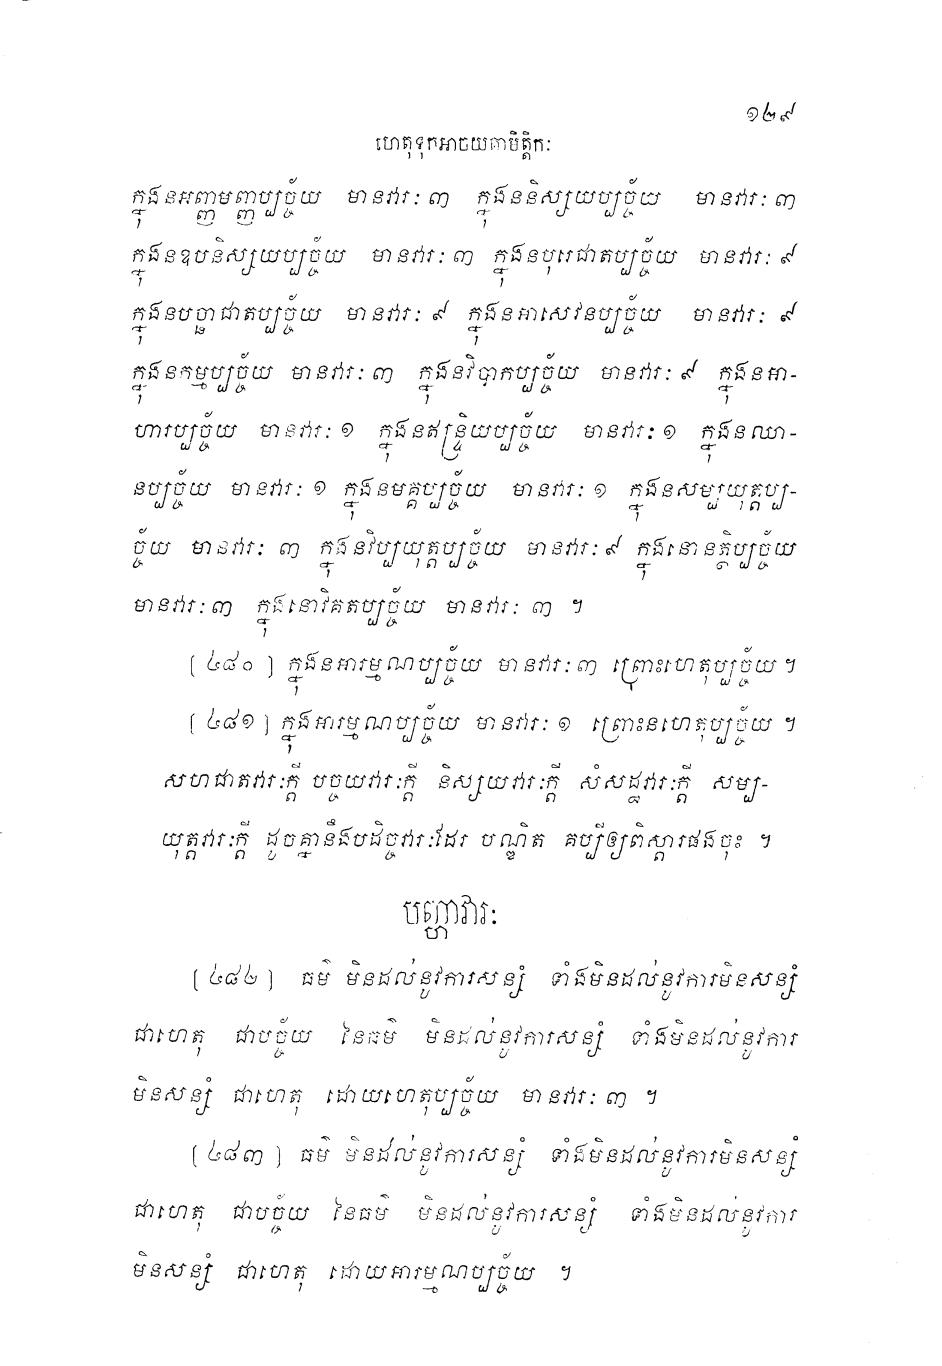 ១២៩
ហេតុទុកអាចយគាមិត្តិកៈ
ក្នុងនអញ្ញមញ្ញប្បច្ច័យ មានវារៈ ៣ ក្នុងននិស្សយប្បច្ច័យ មានវារៈ ៣
ក្នុងនឧបនិស្សយប្បច្ច័យ មានវារៈ ៣ ក្នុងនបុរេជាតប្បច្ច័យ មានវារៈ ៩
ក្នុងនបច្ឆាជាតប្បច្ច័យ មានវារៈ ៩ ក្នុងនអាសេវនប្បច្ច័យ មានវារៈ ៩
ក្នុងនកម្មប្បច្ច័យ មានវារៈ ៣ ក្នុងនវិបាកប្បច្ច័យ មានវារៈ ៩ ក្នុងនអា-
ហារប្បច្ច័យ មានវារៈ ១ ក្នុងនឥន្ទ្រិយប្បច្ច័យ មានវារៈ ១ ក្នុងនឈា-
នប្បច្ច័យ មានវារៈ ១ ក្នុងនមគ្គប្បច្ច័យ មានវារៈ ១ ក្នុងនសម្បយុត្តប្ប-
ច្ច័យ មានវារៈ ៣ ក្នុងនវិប្បយុត្តប្បច្ច័យ មានវារៈ ៩ ក្នុងនោនត្ថិប្បច្ច័យ
មានវារៈ ៣ ក្នុងនោវិគតប្បច្ច័យ មានវារៈ ៣ ។
[ ៤៨០ ] ក្នុងនអារម្មណប្បច្ច័យ មានវារៈ ៣ ព្រោះហេតុប្បច្ច័យ ។
[ ៤៨១ ] ក្នុងអារម្មណប្បច្ច័យ មានវារៈ ១ ព្រោះនហេតុប្បច្ច័យ ។
សហជាតវារៈក្តី បច្ចយវារៈក្តី និស្សយវារៈក្តី សំសដ្ឋវារៈក្តី សម្ប-
យុត្តវារៈក្តី ដូចគ្នានឹងបដិច្ចវារៈដែរ បណ្ឌិត គប្បីឲ្យពិស្តារផងចុះ ។
បញ្ហាវារៈ
[ ៤៨២ ] ធម៌ មិនដល់នូវការសន្សំ ទាំងមិនដល់នូវការមិនសន្សំ
ជាហេតុ ជាបច្ច័យ នៃធម៌ មិនដល់នូវការសន្សំ ទាំងមិនដល់នូវការ
មិនសន្សំ ជាហេតុ ដោយហេតុប្បច្ច័យ មានវារៈ ៣ ។
[ ៤៨៣ ] ធម៌ មិនដល់នូវការសន្សំ ទាំងមិនដល់នូវការមិនសន្សំ
ជាហេតុ ជាបច្ច័យ នៃធម៌ មិនដល់នូវការសន្សំ ទាំងមិនដល់នូវការ
មិនសន្សំ ជាហេតុ ដោយអារម្មណប្បច្ច័យ ។